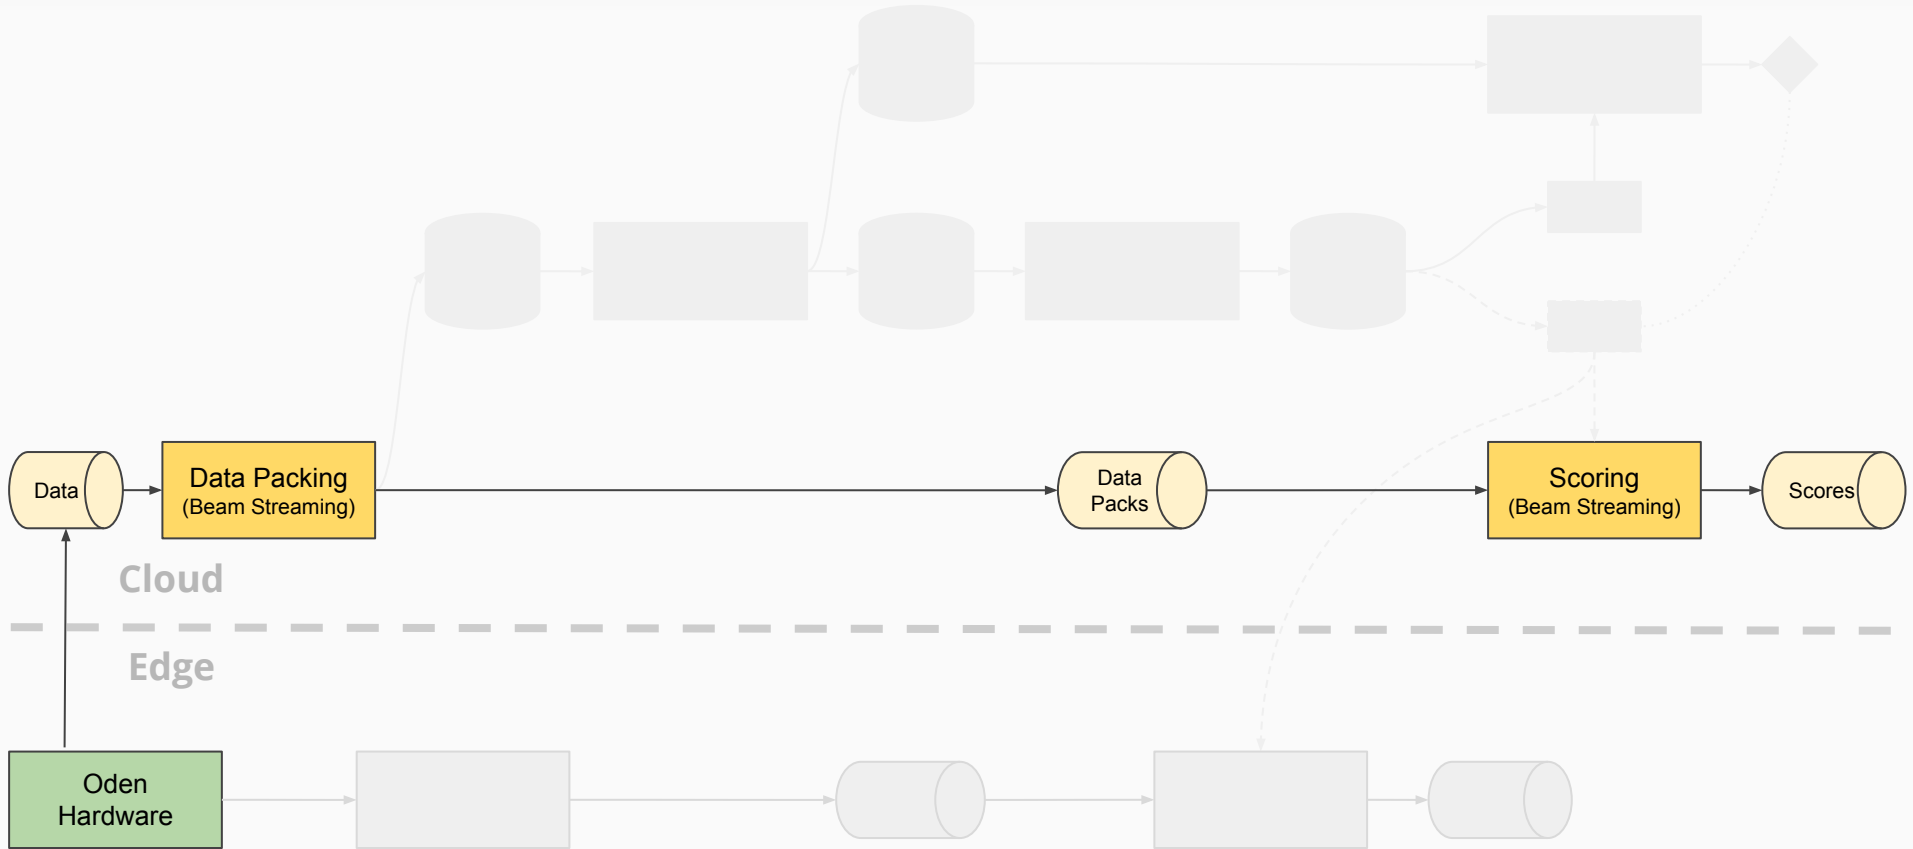 Data
Data Packing
(Beam Streaming)
Data
Packs
Scoring
(Beam Streaming)
Scores
Cloud
Edge
Oden
Hardware